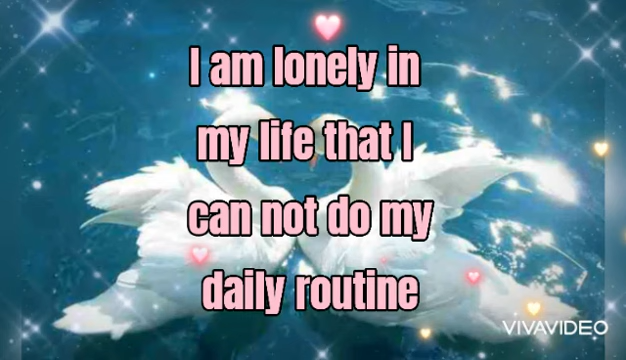 I am lonely in
my life that I
can not do my
daily routine
VIVAVIDEO